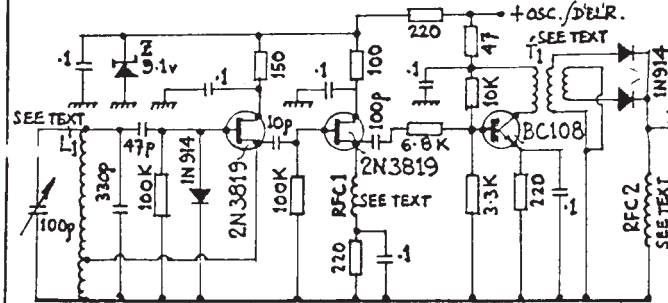 +OSC./D'EL'R.
220
47
SEE TEXT
T1
Z
9.1v
.1
.1
150
.1
100
.1
10K
1N914
SEE TEXT
L1
47p
10p
100p
6.8K
BC108
2N3819
2N3819
100p
330p
100K
1N914
100K
RFC1
SEE TEXT
3.3K
220
.1
RFC2
SEE TEXT
220
.1